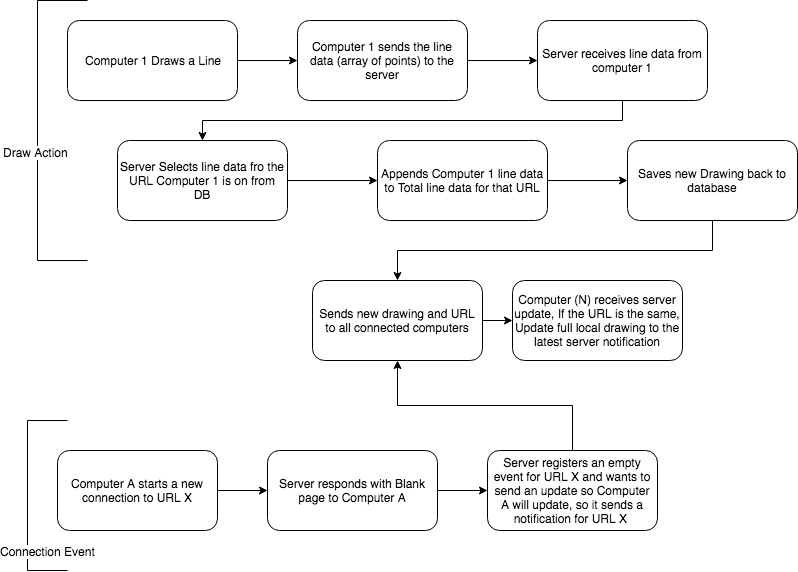 Computer 1 Draws a Line
Computer 1 sends the line
data (array of points) to the
server
Server receives line data from
computer 1
Draw Action
Server Selects line data fro the
URL Computer 1 is on from
DB
Appends Computer 1 line data
to Total line data for that URL
Saves new Drawing back to
database
Sends new drawing and URL
to all connected computers
Computer (N) receives server
update, If the URL is the same,
Update full local drawing to the
latest server notification
Computer A starts a new
connection to URL X
Server responds with Blank
page to Computer A
Server registers an empty
event for URL X and wants to
send an update so Computer
A will update, so it sends a
notification for URL X
Connection Event